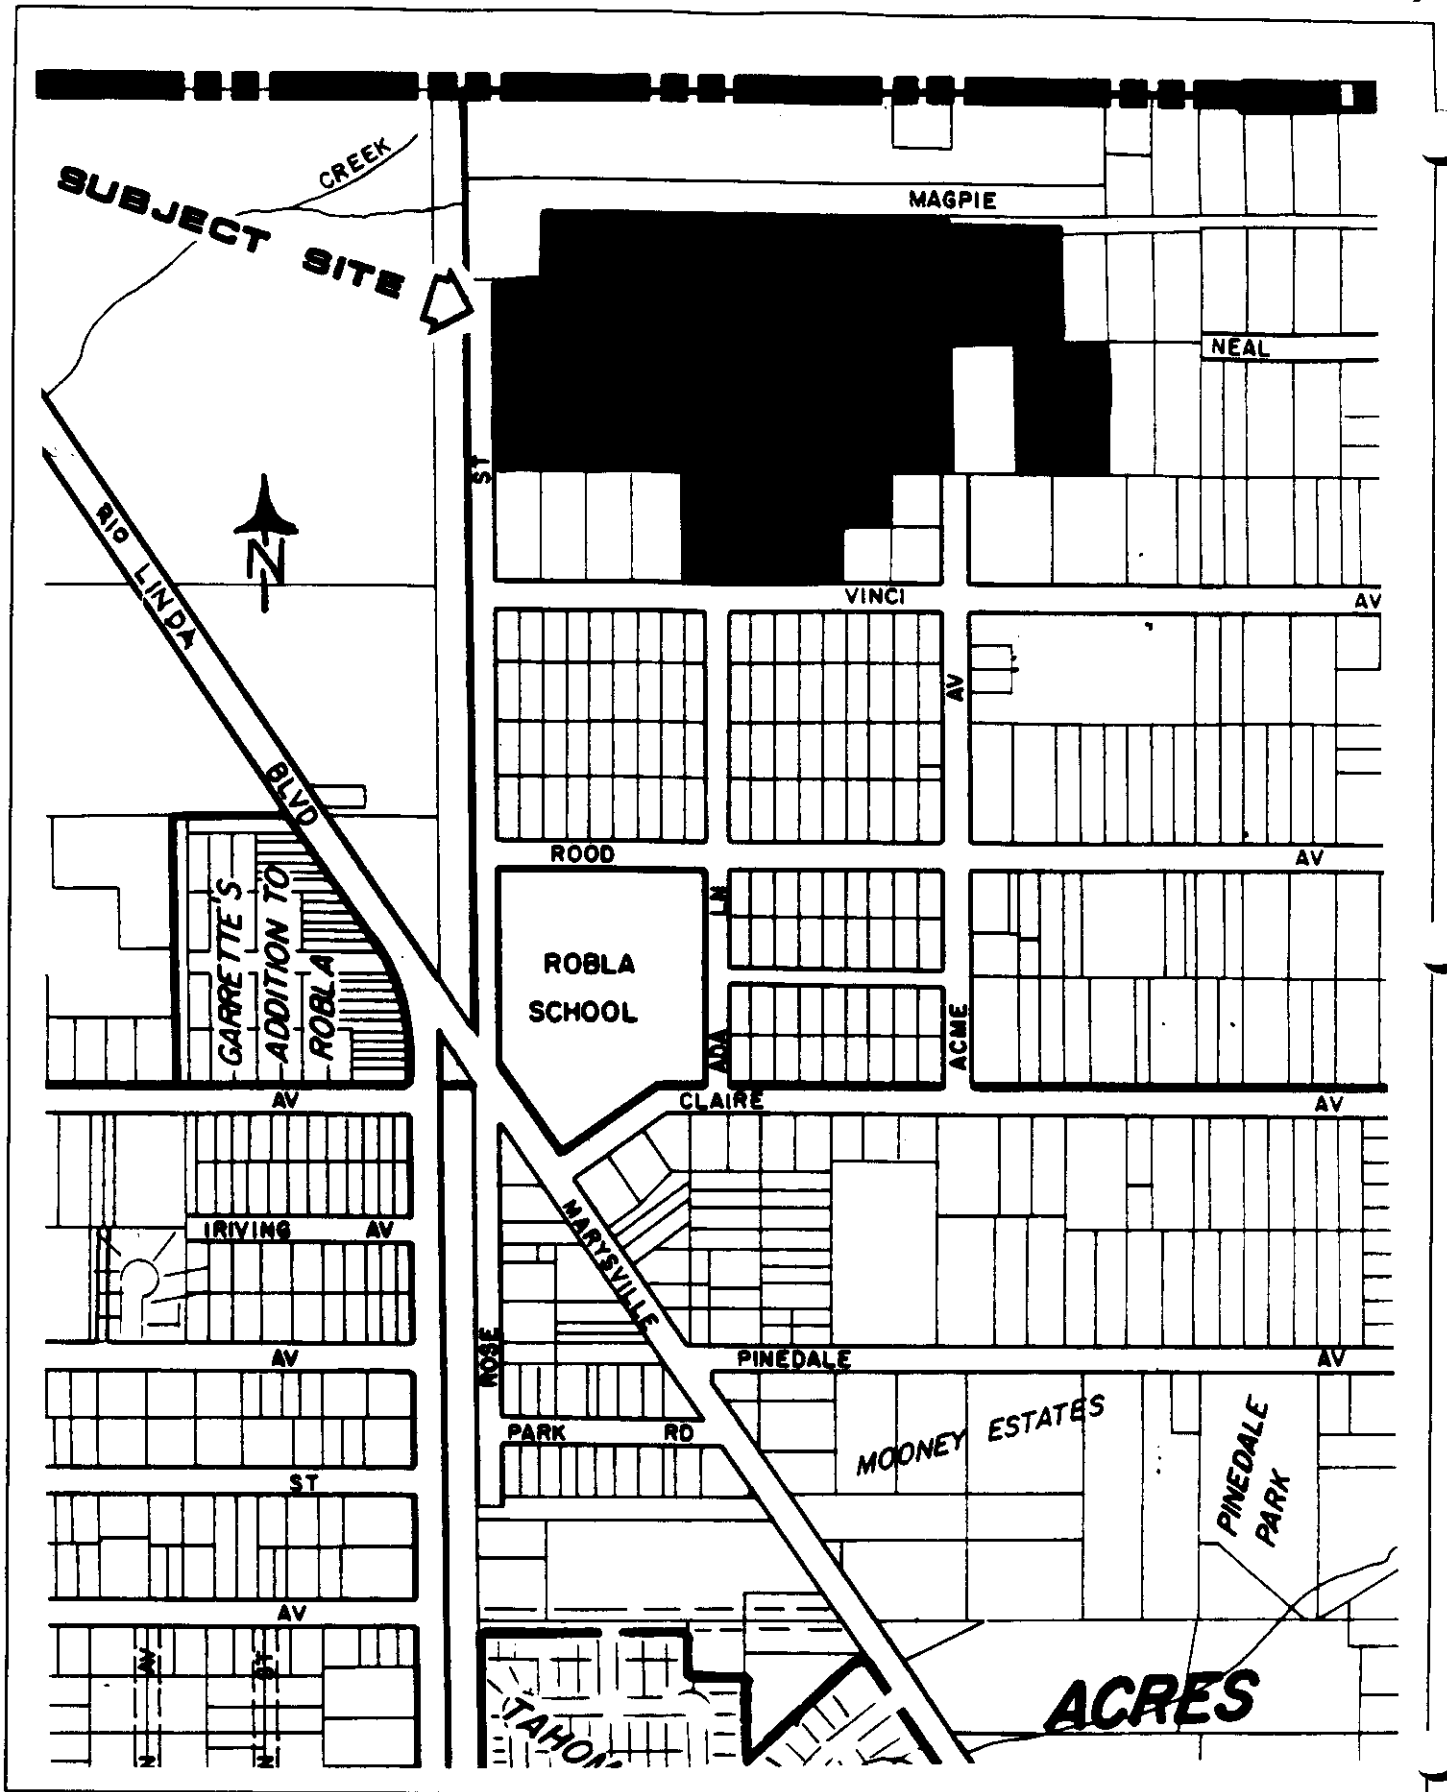 CREEK
SUBJECT SITE
MAGPIE
NEAL
ST
N
RIO LINDA BLVD
VINCI AV
AV
ROOD AV
GARRETTE'S
ADDITION TO
ROBLA
LN
ROBLA
SCHOOL
ADA
ACME
AV
CLAIRE AV
IRIVING AV
MARYSVILLE
ROSE
AV
PINEDALE AV
PARK RD
MOONEY ESTATES
PINEDALE
PARK
ST
AV
AV
ST
N
N
ACRES